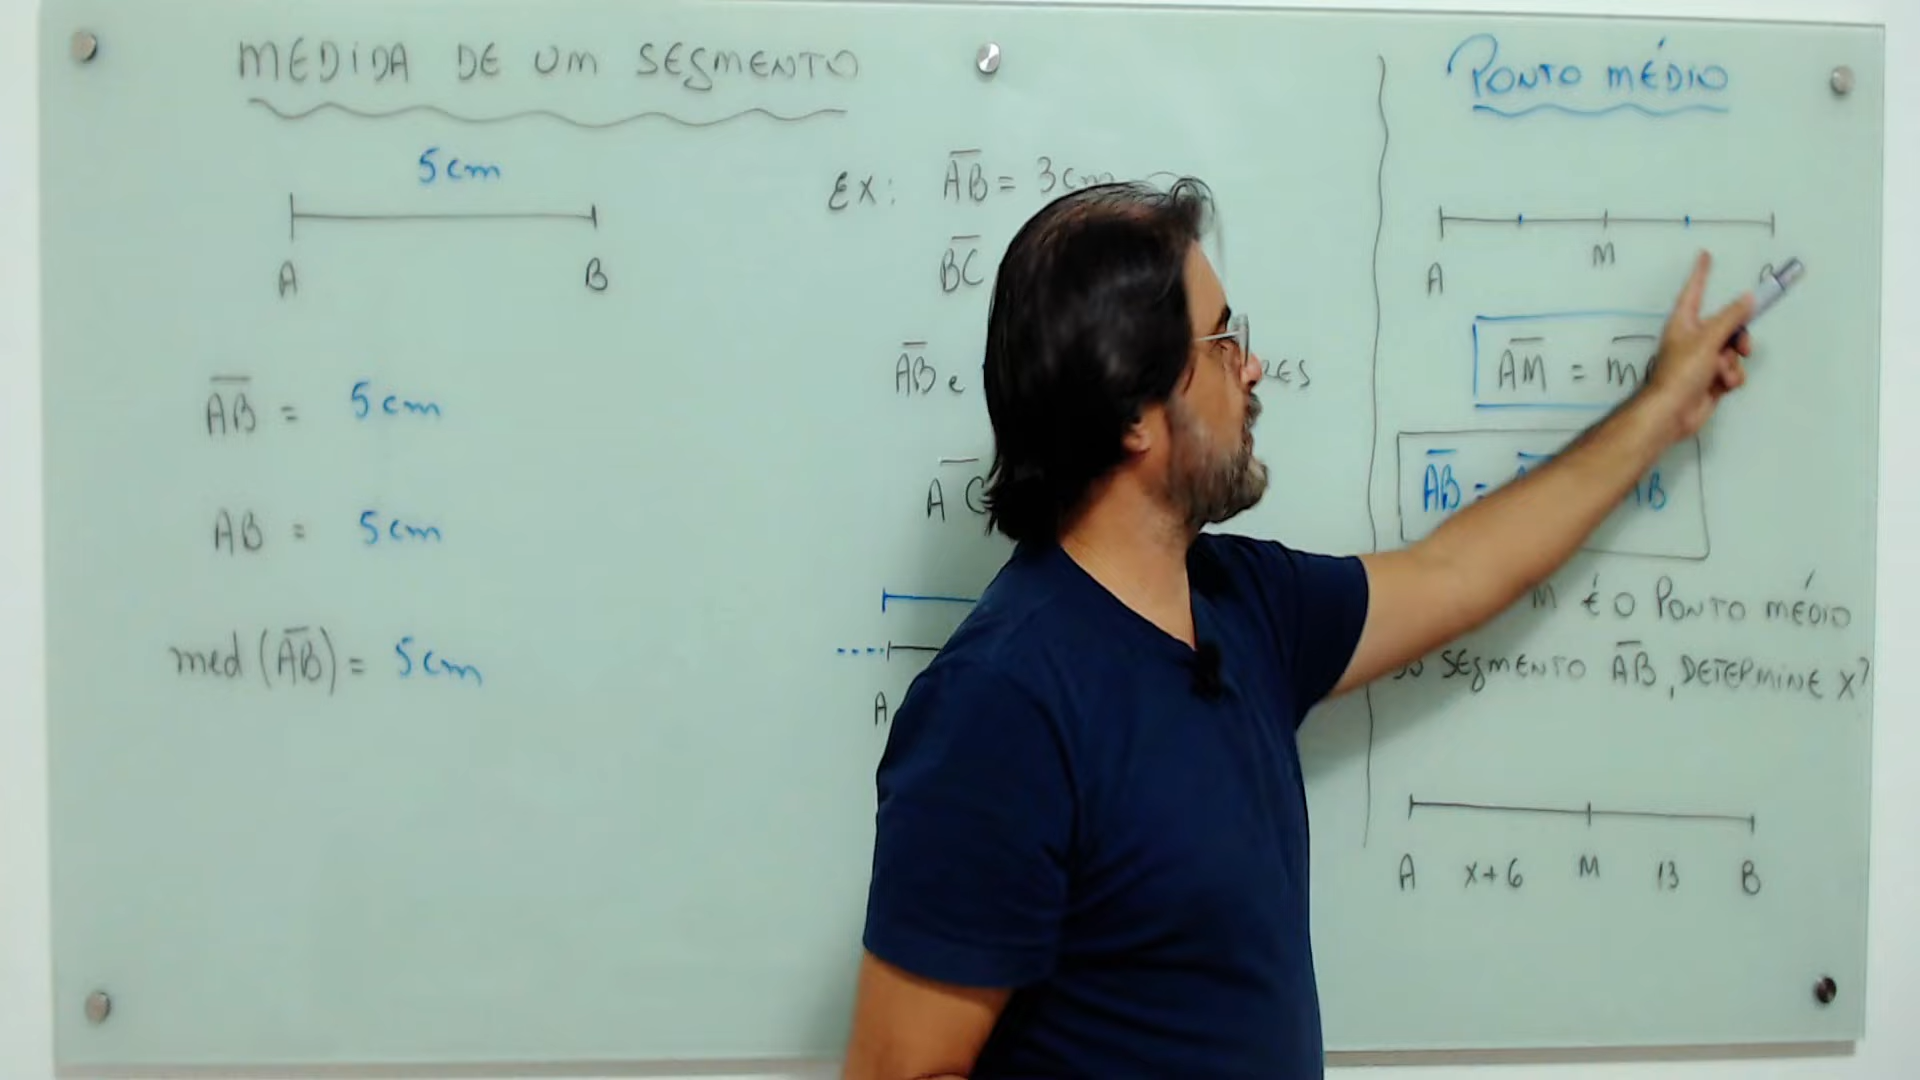 MEDIDA DE UM SEGMENTO
5cm
A B
AB = 5cm
AB = 5cm
med (AB) = 5cm
EX: AB = 3cm
BC
AB e
A
A
PONTO MÉDIO
A M
AM =
AB = AB
M É O PONTO MÉDIO
SEGMENTO AB, DETERMINE X?
A X+6 M 13 B